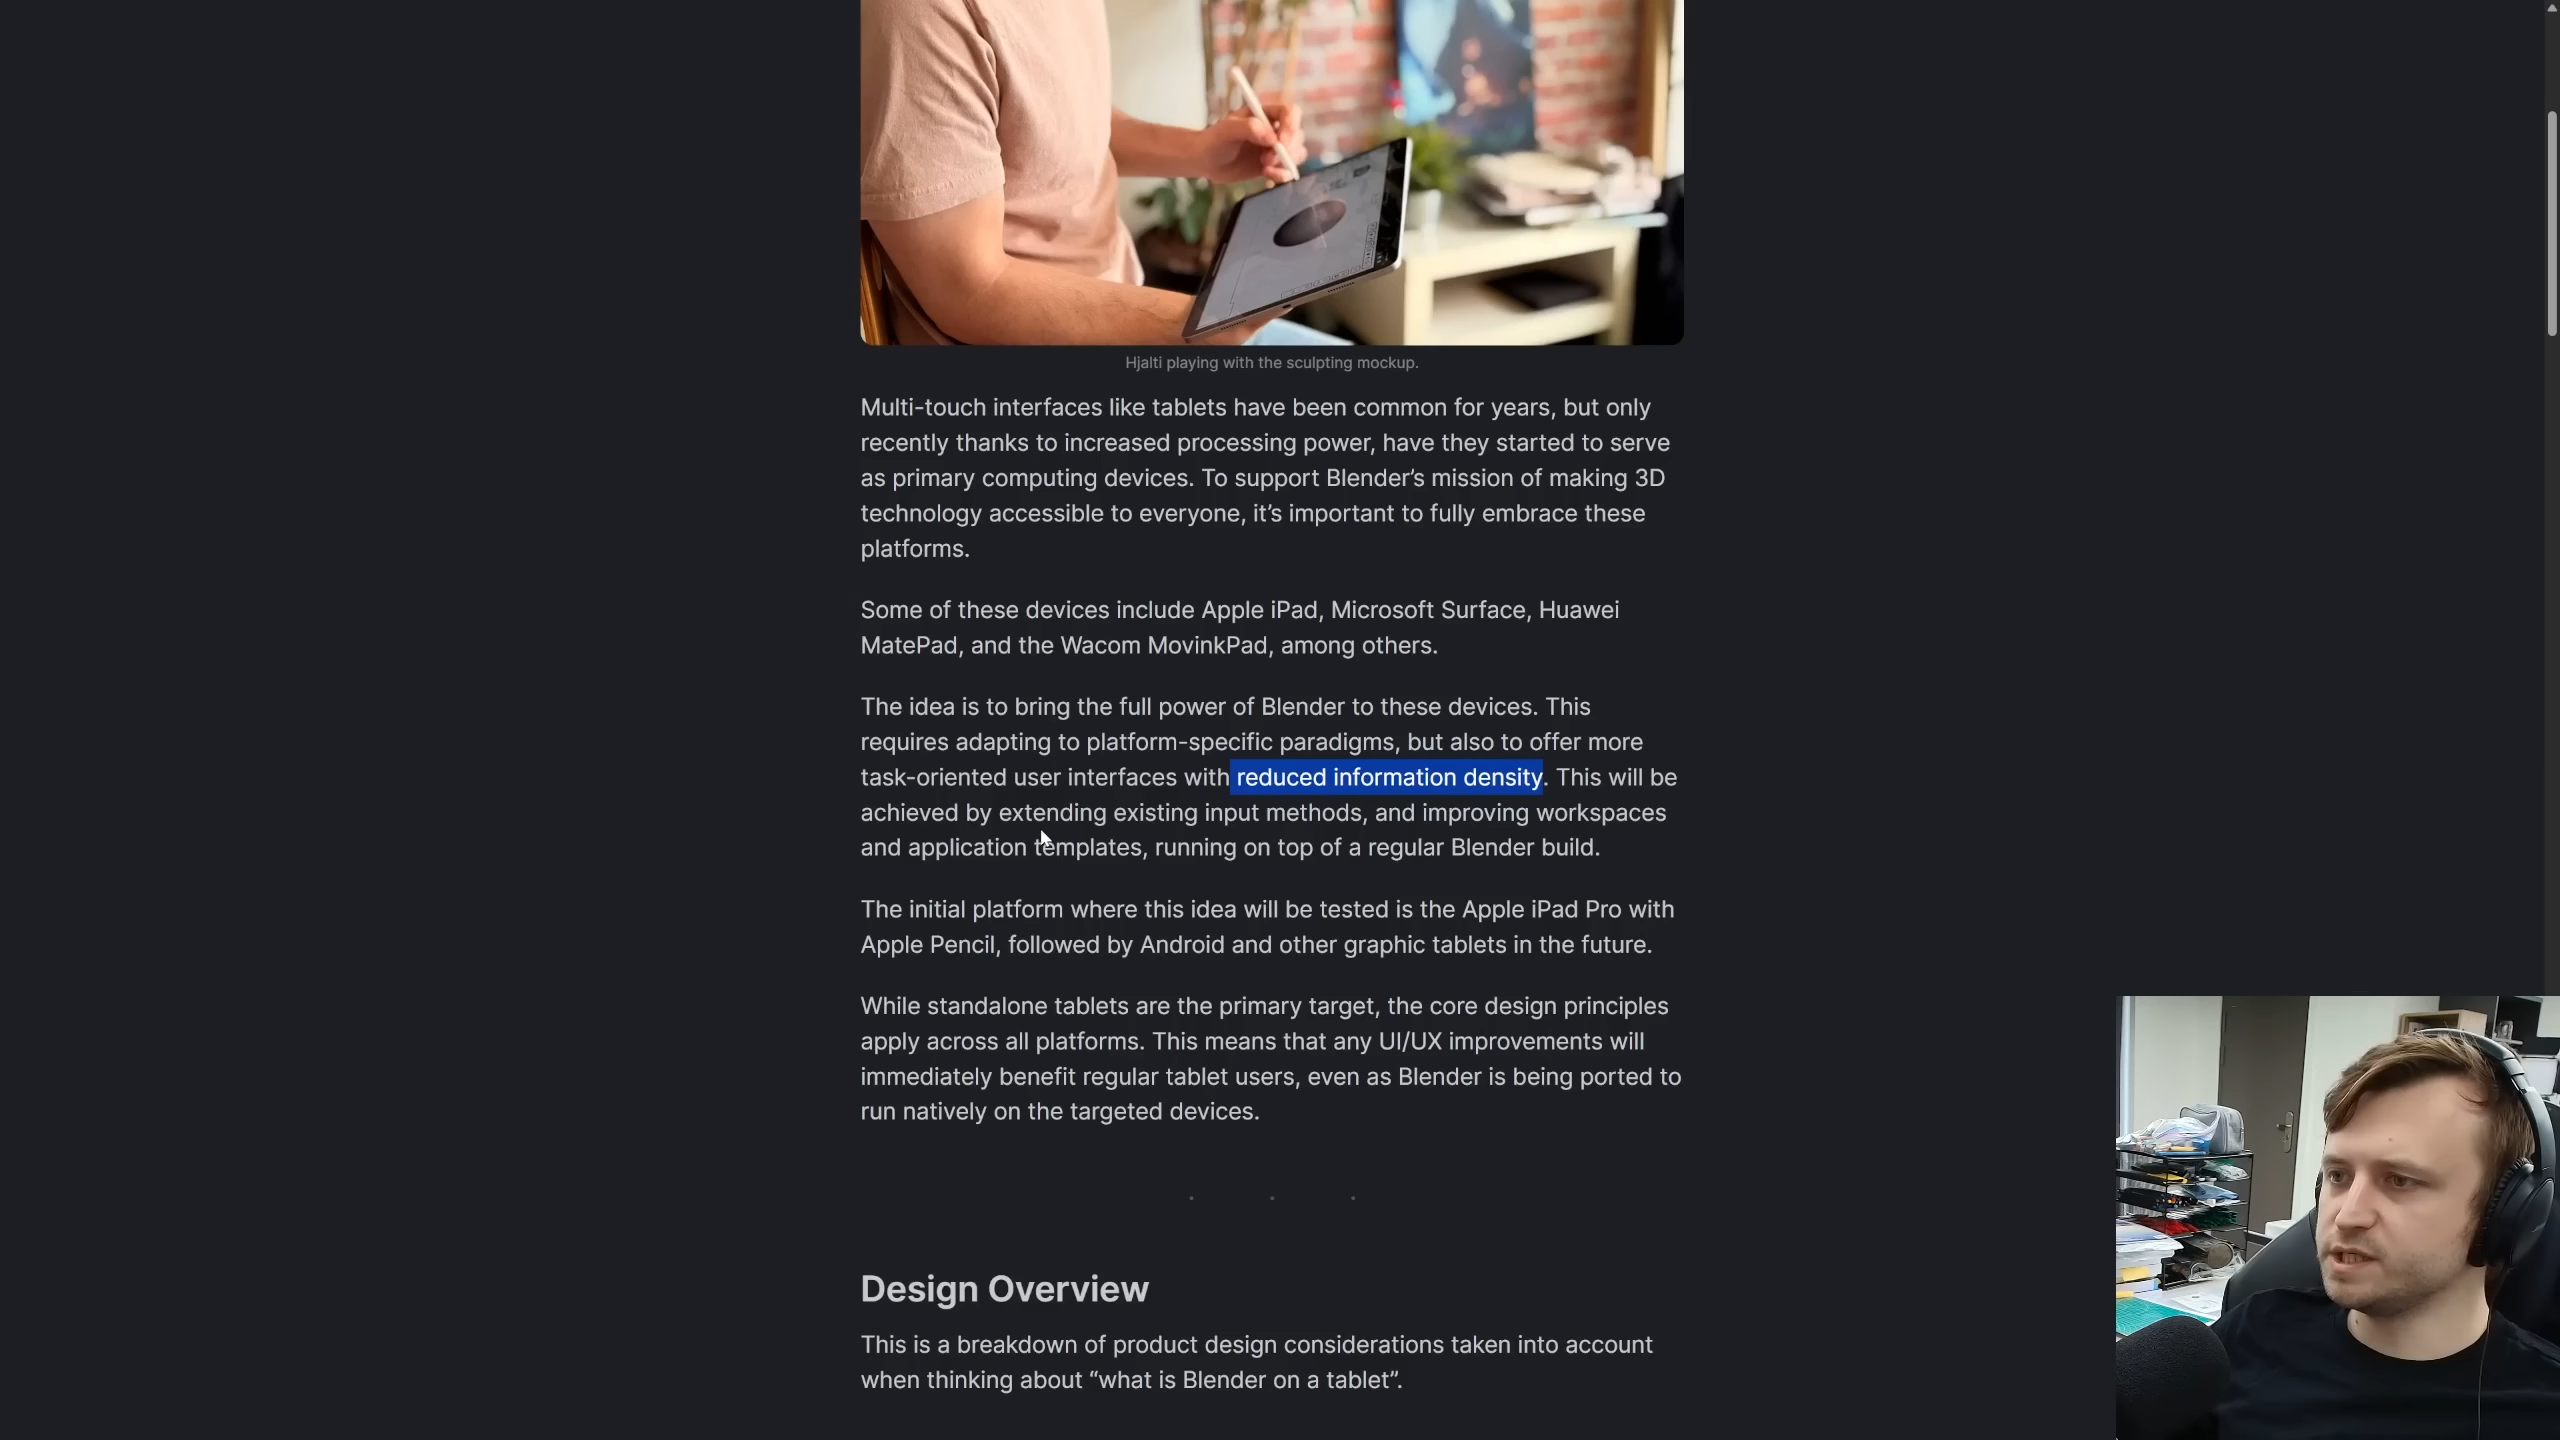 Hjalti playing with the sculpting mockup.
Multi-touch interfaces like tablets have been common for years, but only
recently thanks to increased processing power, have they started to serve
as primary computing devices. To support Blender’s mission of making 3D
technology accessible to everyone, it’s important to fully embrace these
platforms.
Some of these devices include Apple iPad, Microsoft Surface, Huawei
MatePad, and the Wacom MovinkPad, among others.
The idea is to bring the full power of Blender to these devices. This
requires adapting to platform-specific paradigms, but also to offer more
task-oriented user interfaces with reduced information density. This will be
achieved by extending existing input methods, and improving workspaces
and application templates, running on top of a regular Blender build.
The initial platform where this idea will be tested is the Apple iPad Pro with
Apple Pencil, followed by Android and other graphic tablets in the future.
While standalone tablets are the primary target, the core design principles
apply across all platforms. This means that any UI/UX improvements will
immediately benefit regular tablet users, even as Blender is being ported to
run natively on the targeted devices.
Design Overview
This is a breakdown of product design considerations taken into account
when thinking about “what is Blender on a tablet”.